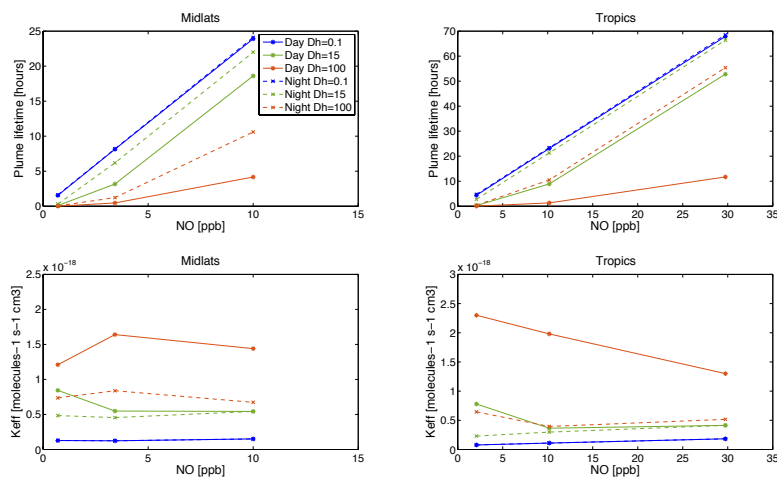 Midlats
25
20
15
10
5
0
0 5 10 15
Plume lifetime [hours]
NO [ppb]
Day Dh=0.1
Day Dh=15
Day Dh=100
Night Dh=0.1
Night Dh=15
Night Dh=100
Tropics
70
60
50
40
30
20
10
0
0 5 10 15 20 25 30 35
Plume lifetime [hours]
NO [ppb]
Midlats
x 10-18
2.5
2
1.5
1
0.5
0
0 5 10 15
Keff [molecules-1 s-1 cm3]
NO [ppb]
Tropics
x 10-18
3
2.5
2
1.5
1
0.5
0
0 5 10 15 20 25 30 35
Keff [molecules-1 s-1 cm3]
NO [ppb]